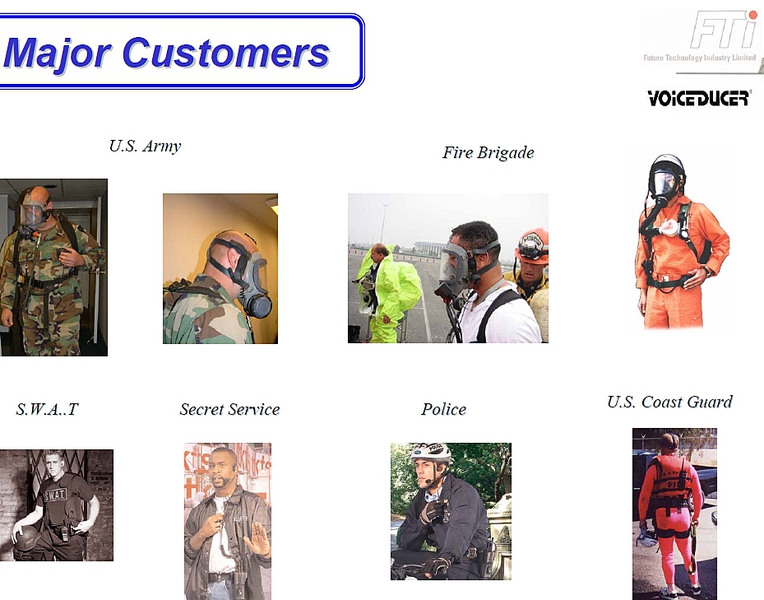 Major Customers
FTi
Future Technology Industry Limited
VOICEDUCER®
U.S. Army
Fire Brigade
S.W.A..T
Secret Service
Police
U.S. Coast Guard
S.W.A.T.